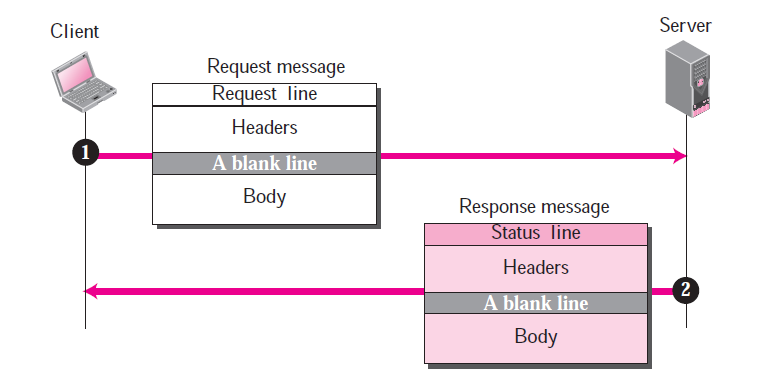 Client
Server
Request message
Request line
Headers
1
A blank line
Body
Response message
Status line
Headers
2
A blank line
Body